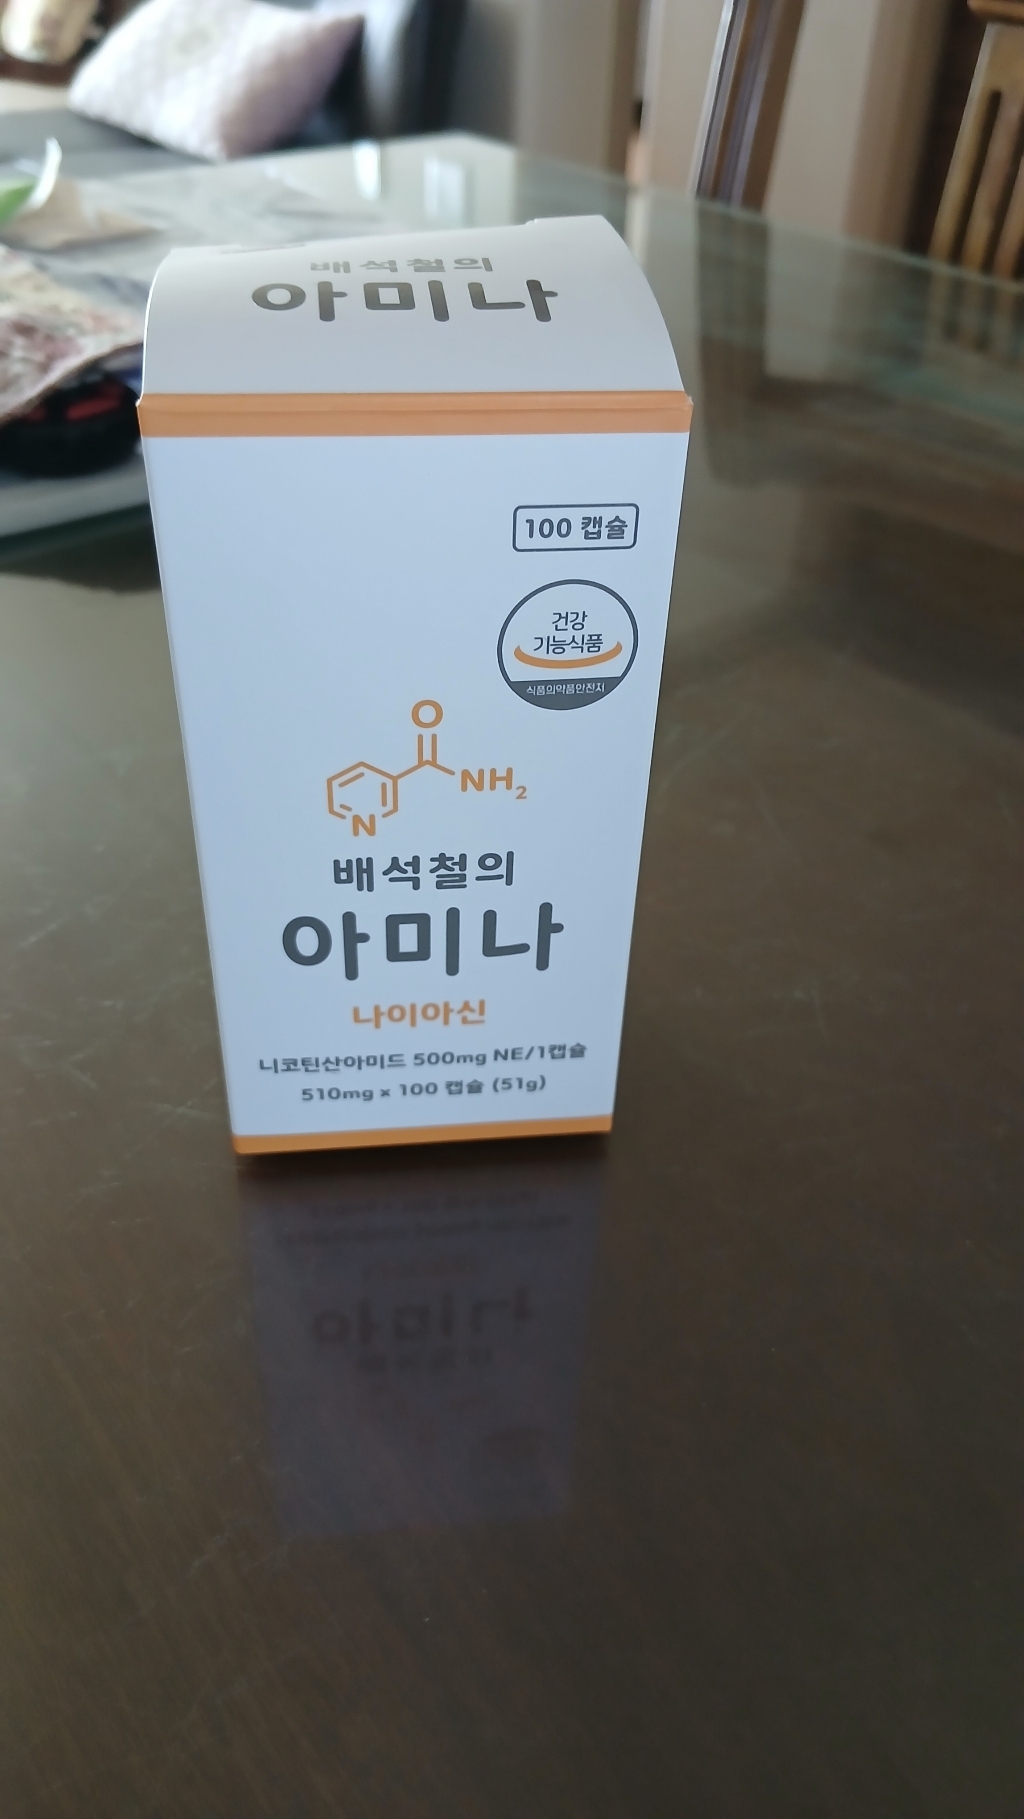 배석철의
아미나
100 캡슐
건강
기능식품
식품의약품안전처
O
NH2
N
배석철의
아미나
나이아신
니코틴산아미드 500mg NE/1캡슐
510mg × 100 캡슐 (51g)